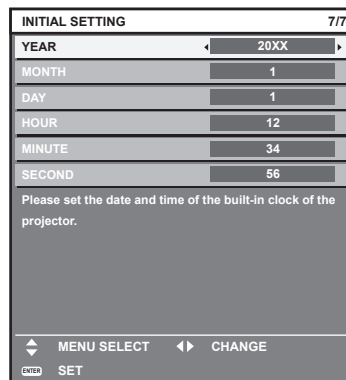 INITIAL SETTING 7/7
YEAR 20XX
MONTH 1
DAY 1
HOUR 12
MINUTE 34
SECOND 56
Please set the date and time of the built-in clock of the
projector.
MENU SELECT CHANGE
ENTER SET